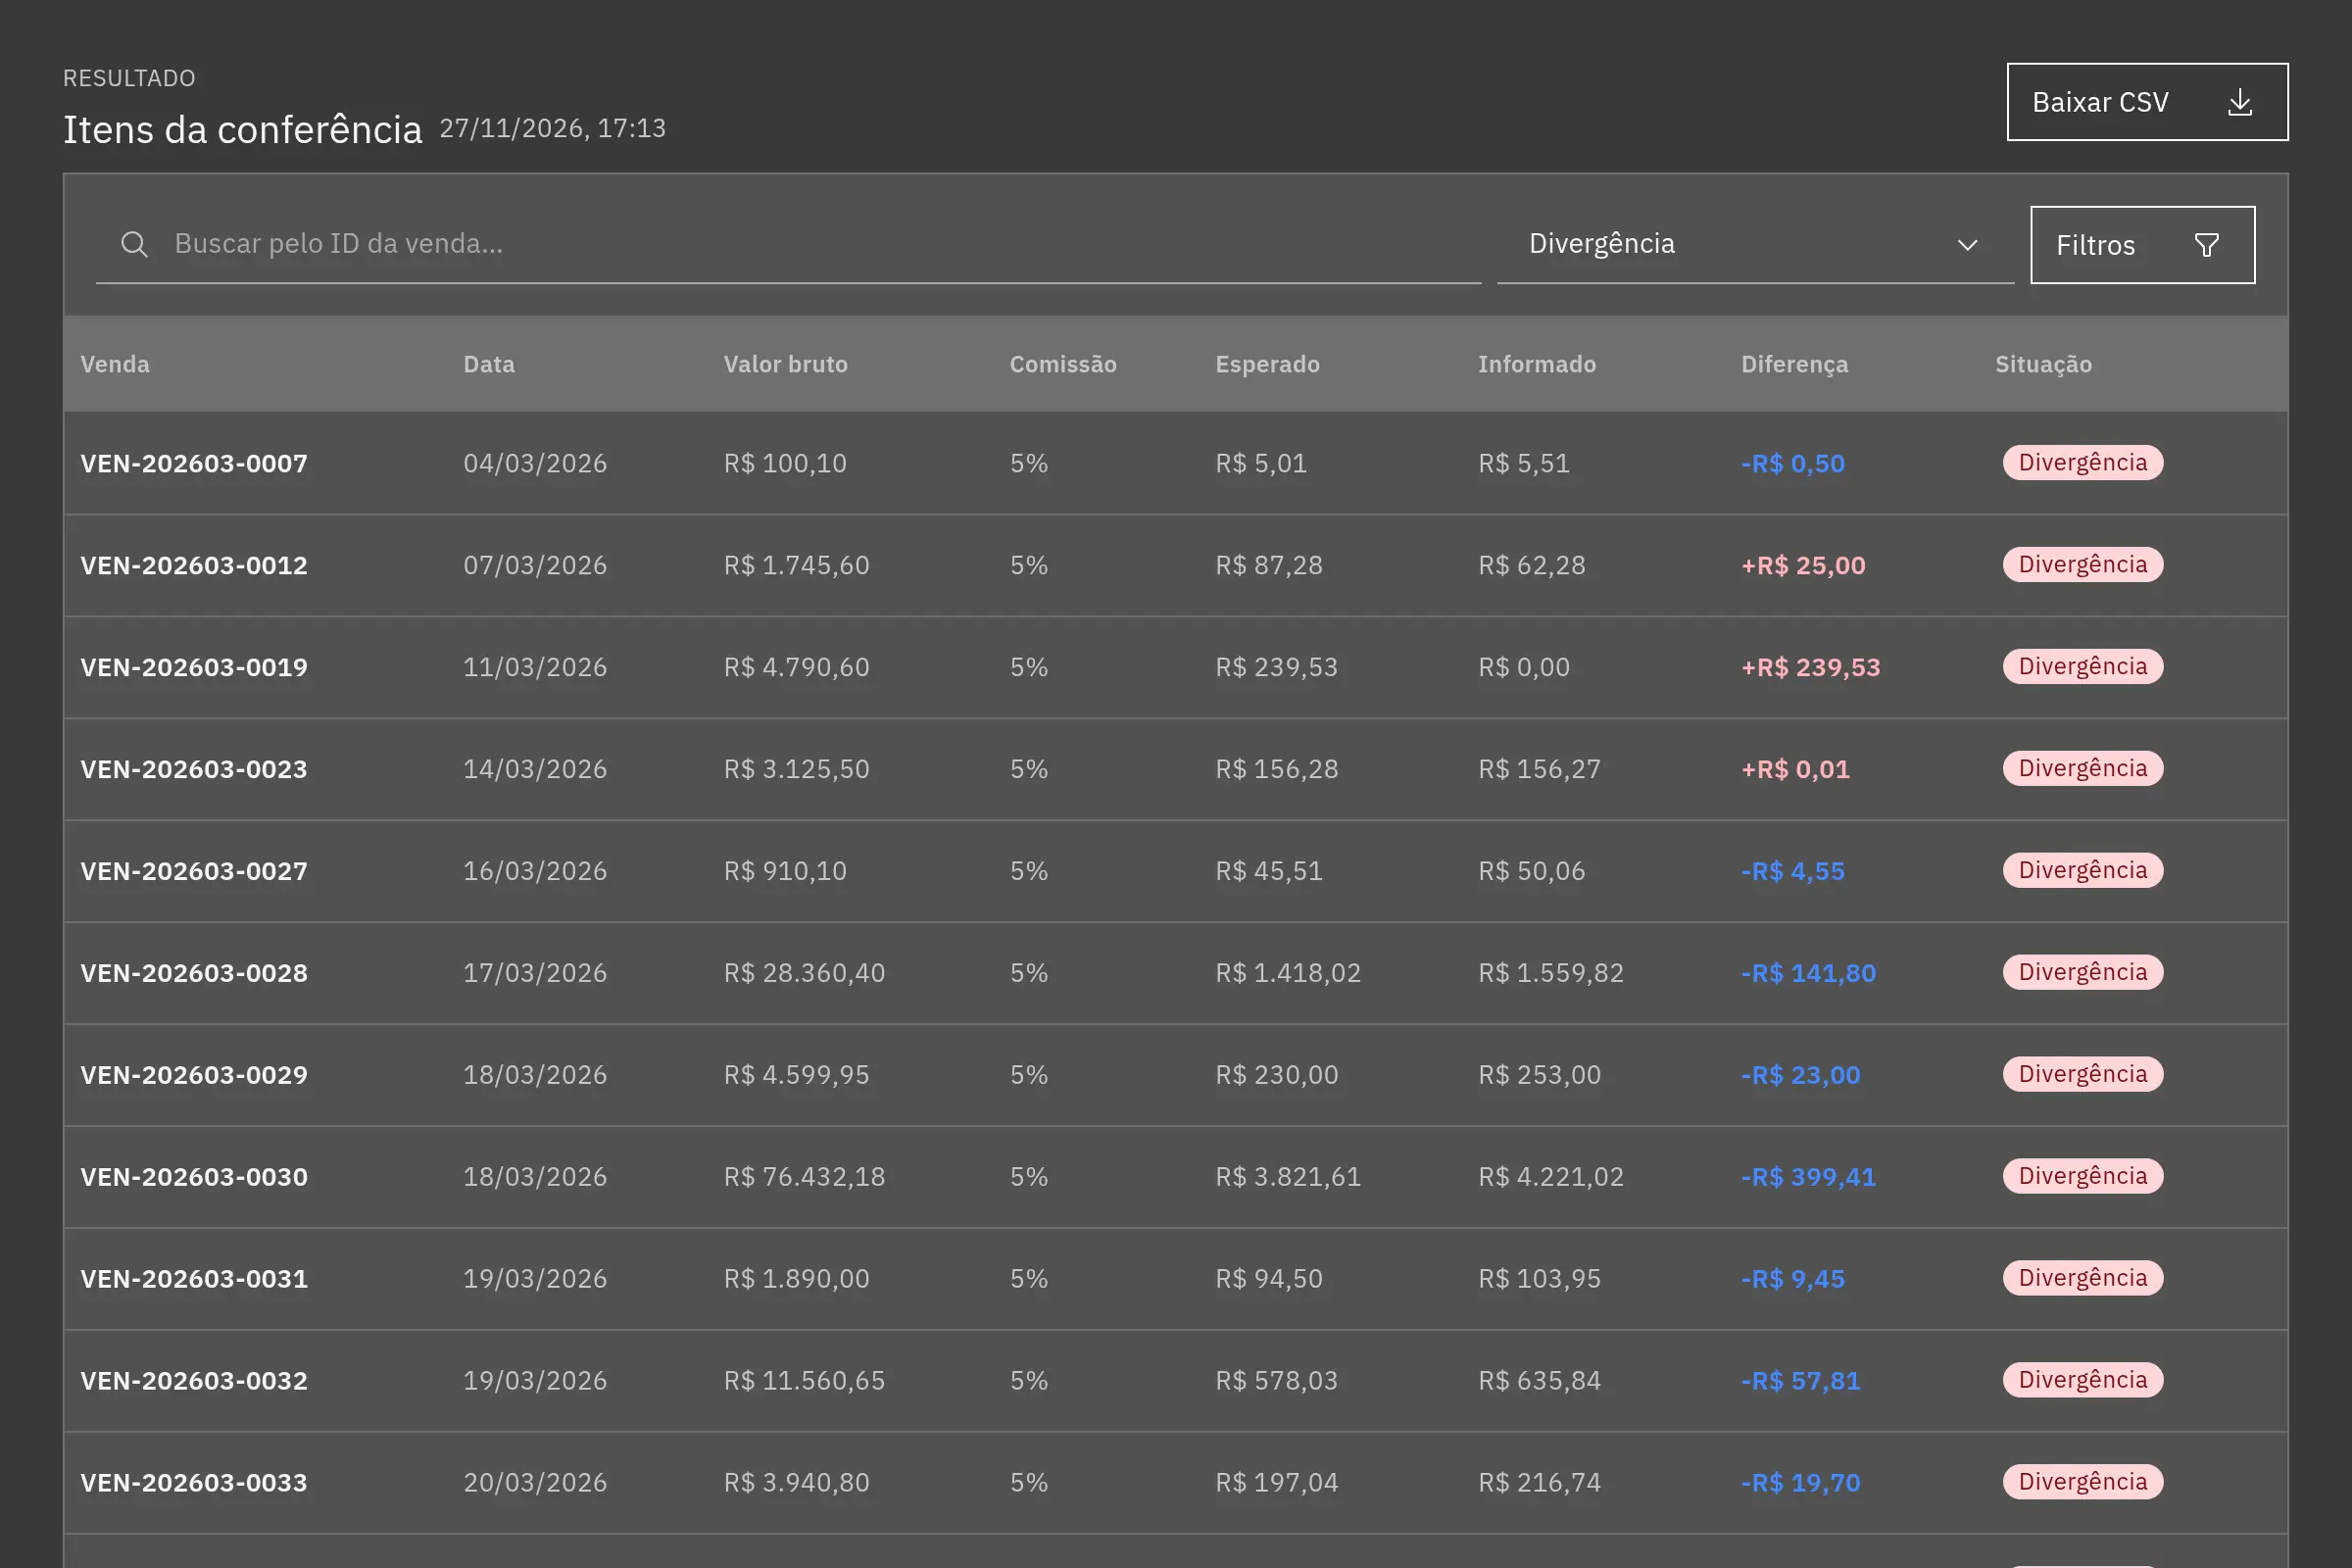 RESULTADO
Itens da conferência 27/11/2026, 17:13
Baixar CSV
Buscar pelo ID da venda...
Divergência
Filtros
Venda Data Valor bruto Comissão Esperado Informado Diferença Situação
VEN-202603-0007 04/03/2026 R$ 100,10 5% R$ 5,01 R$ 5,51 -R$ 0,50 Divergência
VEN-202603-0012 07/03/2026 R$ 1.745,60 5% R$ 87,28 R$ 62,28 +R$ 25,00 Divergência
VEN-202603-0019 11/03/2026 R$ 4.790,60 5% R$ 239,53 R$ 0,00 +R$ 239,53 Divergência
VEN-202603-0023 14/03/2026 R$ 3.125,50 5% R$ 156,28 R$ 156,27 +R$ 0,01 Divergência
VEN-202603-0027 16/03/2026 R$ 910,10 5% R$ 45,51 R$ 50,06 -R$ 4,55 Divergência
VEN-202603-0028 17/03/2026 R$ 28.360,40 5% R$ 1.418,02 R$ 1.559,82 -R$ 141,80 Divergência
VEN-202603-0029 18/03/2026 R$ 4.599,95 5% R$ 230,00 R$ 253,00 -R$ 23,00 Divergência
VEN-202603-0030 18/03/2026 R$ 76.432,18 5% R$ 3.821,61 R$ 4.221,02 -R$ 399,41 Divergência
VEN-202603-0031 19/03/2026 R$ 1.890,00 5% R$ 94,50 R$ 103,95 -R$ 9,45 Divergência
VEN-202603-0032 19/03/2026 R$ 11.560,65 5% R$ 578,03 R$ 635,84 -R$ 57,81 Divergência
VEN-202603-0033 20/03/2026 R$ 3.940,80 5% R$ 197,04 R$ 216,74 -R$ 19,70 Divergência